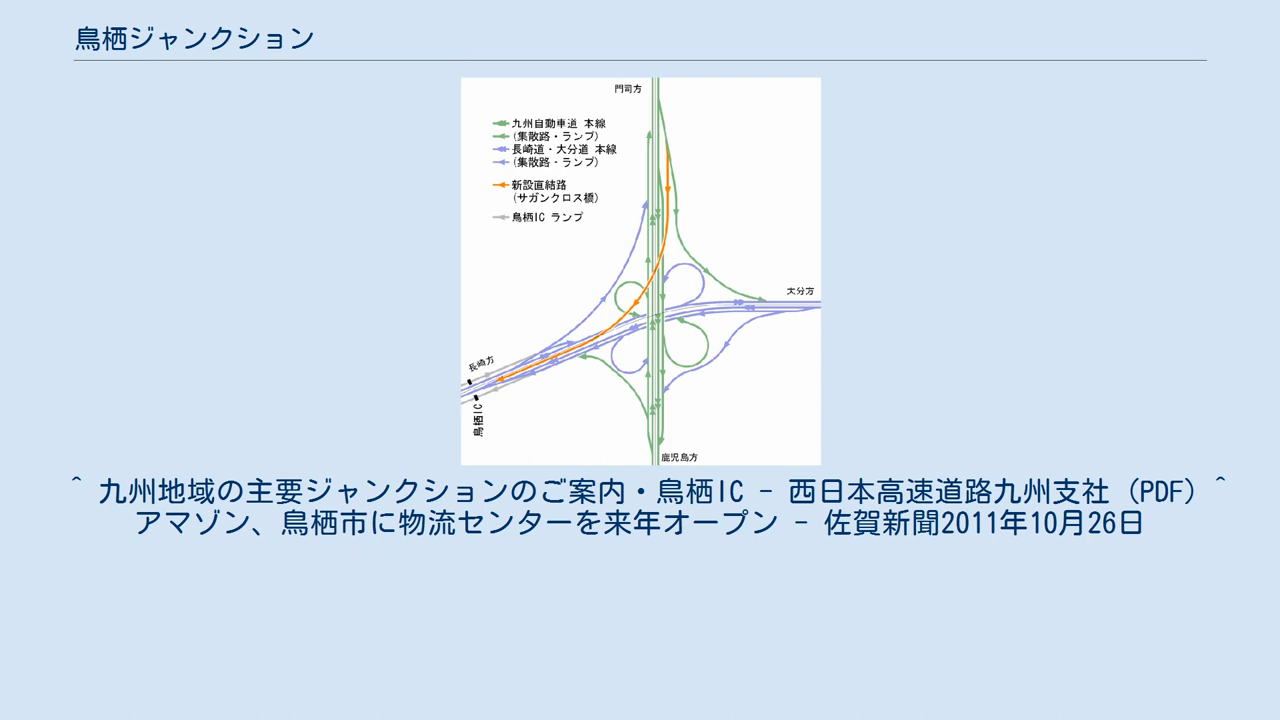 鳥栖ジャンクション
門司方
九州自動車道 本線
(集散路・ランプ)
長崎道・大分道 本線
(集散路・ランプ)
新設直結路
(サガンクロス橋)
鳥栖IC ランプ
大分方
長崎方
鳥栖IC
鹿児島方
^ 九州地域の主要ジャンクションのご案内・鳥栖IC - 西日本高速道路九州支社（PDF）^
アマゾン、鳥栖市に物流センターを来年オープン - 佐賀新聞2011年10月26日